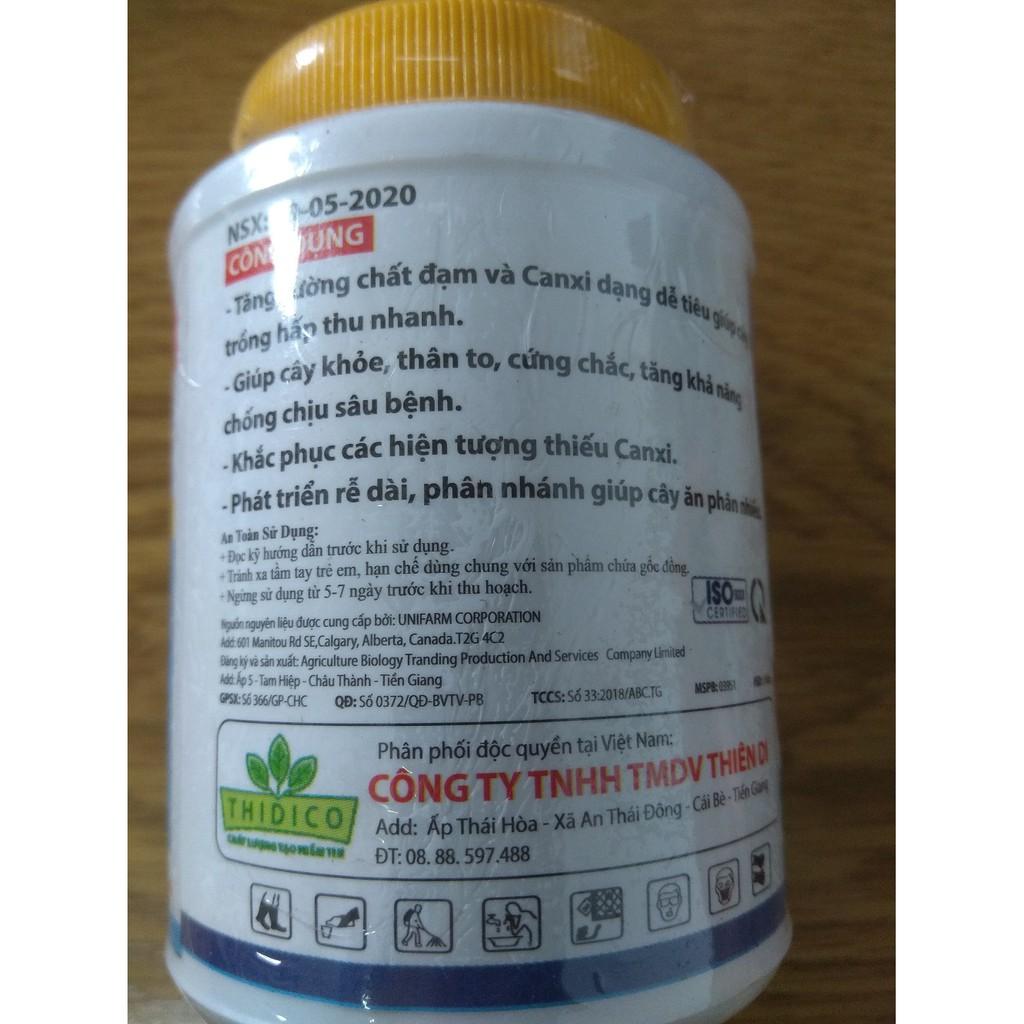 NSX: -05-2020
CÔNG DỤNG
- Tăng cường chất đạm và Canxi dạng dễ tiêu giúp cây
trồng hấp thu nhanh.
- Giúp cây khỏe, thân to, cứng chắc, tăng khả năng
chống chịu sâu bệnh.
- Khắc phục các hiện tượng thiếu Canxi.
- Phát triển rễ dài, phân nhánh giúp cây ăn phân nhiều.
An Toàn Sử Dụng:
+ Đọc kỹ hướng dẫn trước khi sử dụng.
+ Tránh xa tầm tay trẻ em, hạn chế dùng chung với sản phẩm chứa gốc đồng.
+ Ngừng sử dụng từ 5-7 ngày trước khi thu hoạch.
ISO
CERTIFIED
Nguồn nguyên liệu được cung cấp bởi: UNIFARM CORPORATION
Add: 601 Manitou Rd SE,Calgary, Alberta, Canada.T2G 4C2
Đăng ký và sản xuất: Agriculture Biology Tranding Production And Services Company Limited
Add: Ấp 5 - Tam Hiệp - Châu Thành - Tiền Giang
GPSX: Số 366/GP-CHC QĐ: Số 0372/QĐ-BVTV-PB TCCS: Số 33:2018/ABC.TG MSPB: 03951
Phân phối độc quyền tại Việt Nam:
CÔNG TY TNHH TMDV THIÊN DI
Add: Ấp Thái Hòa - Xã An Thái Đông - Cái Bè - Tiền Giang
ĐT: 08. 88. 597.488
THIDICO
CHẤT LƯỢNG TẠO NIỀM TIN